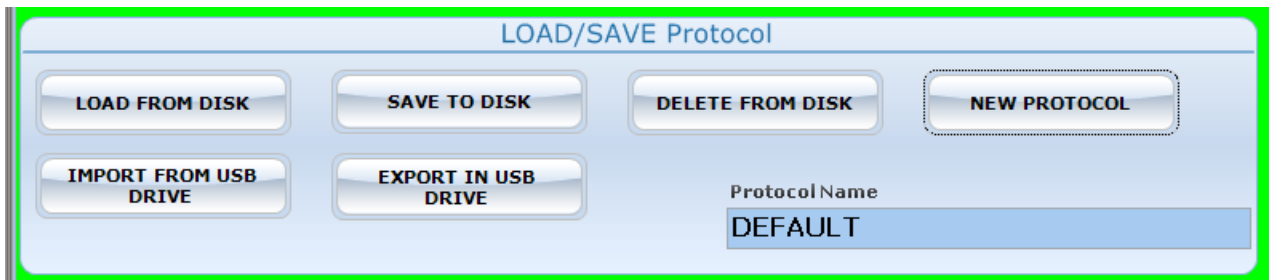 LOAD/SAVE Protocol
LOAD FROM DISK
SAVE TO DISK
DELETE FROM DISK
NEW PROTOCOL
IMPORT FROM USB
DRIVE
EXPORT IN USB
DRIVE
Protocol Name
DEFAULT